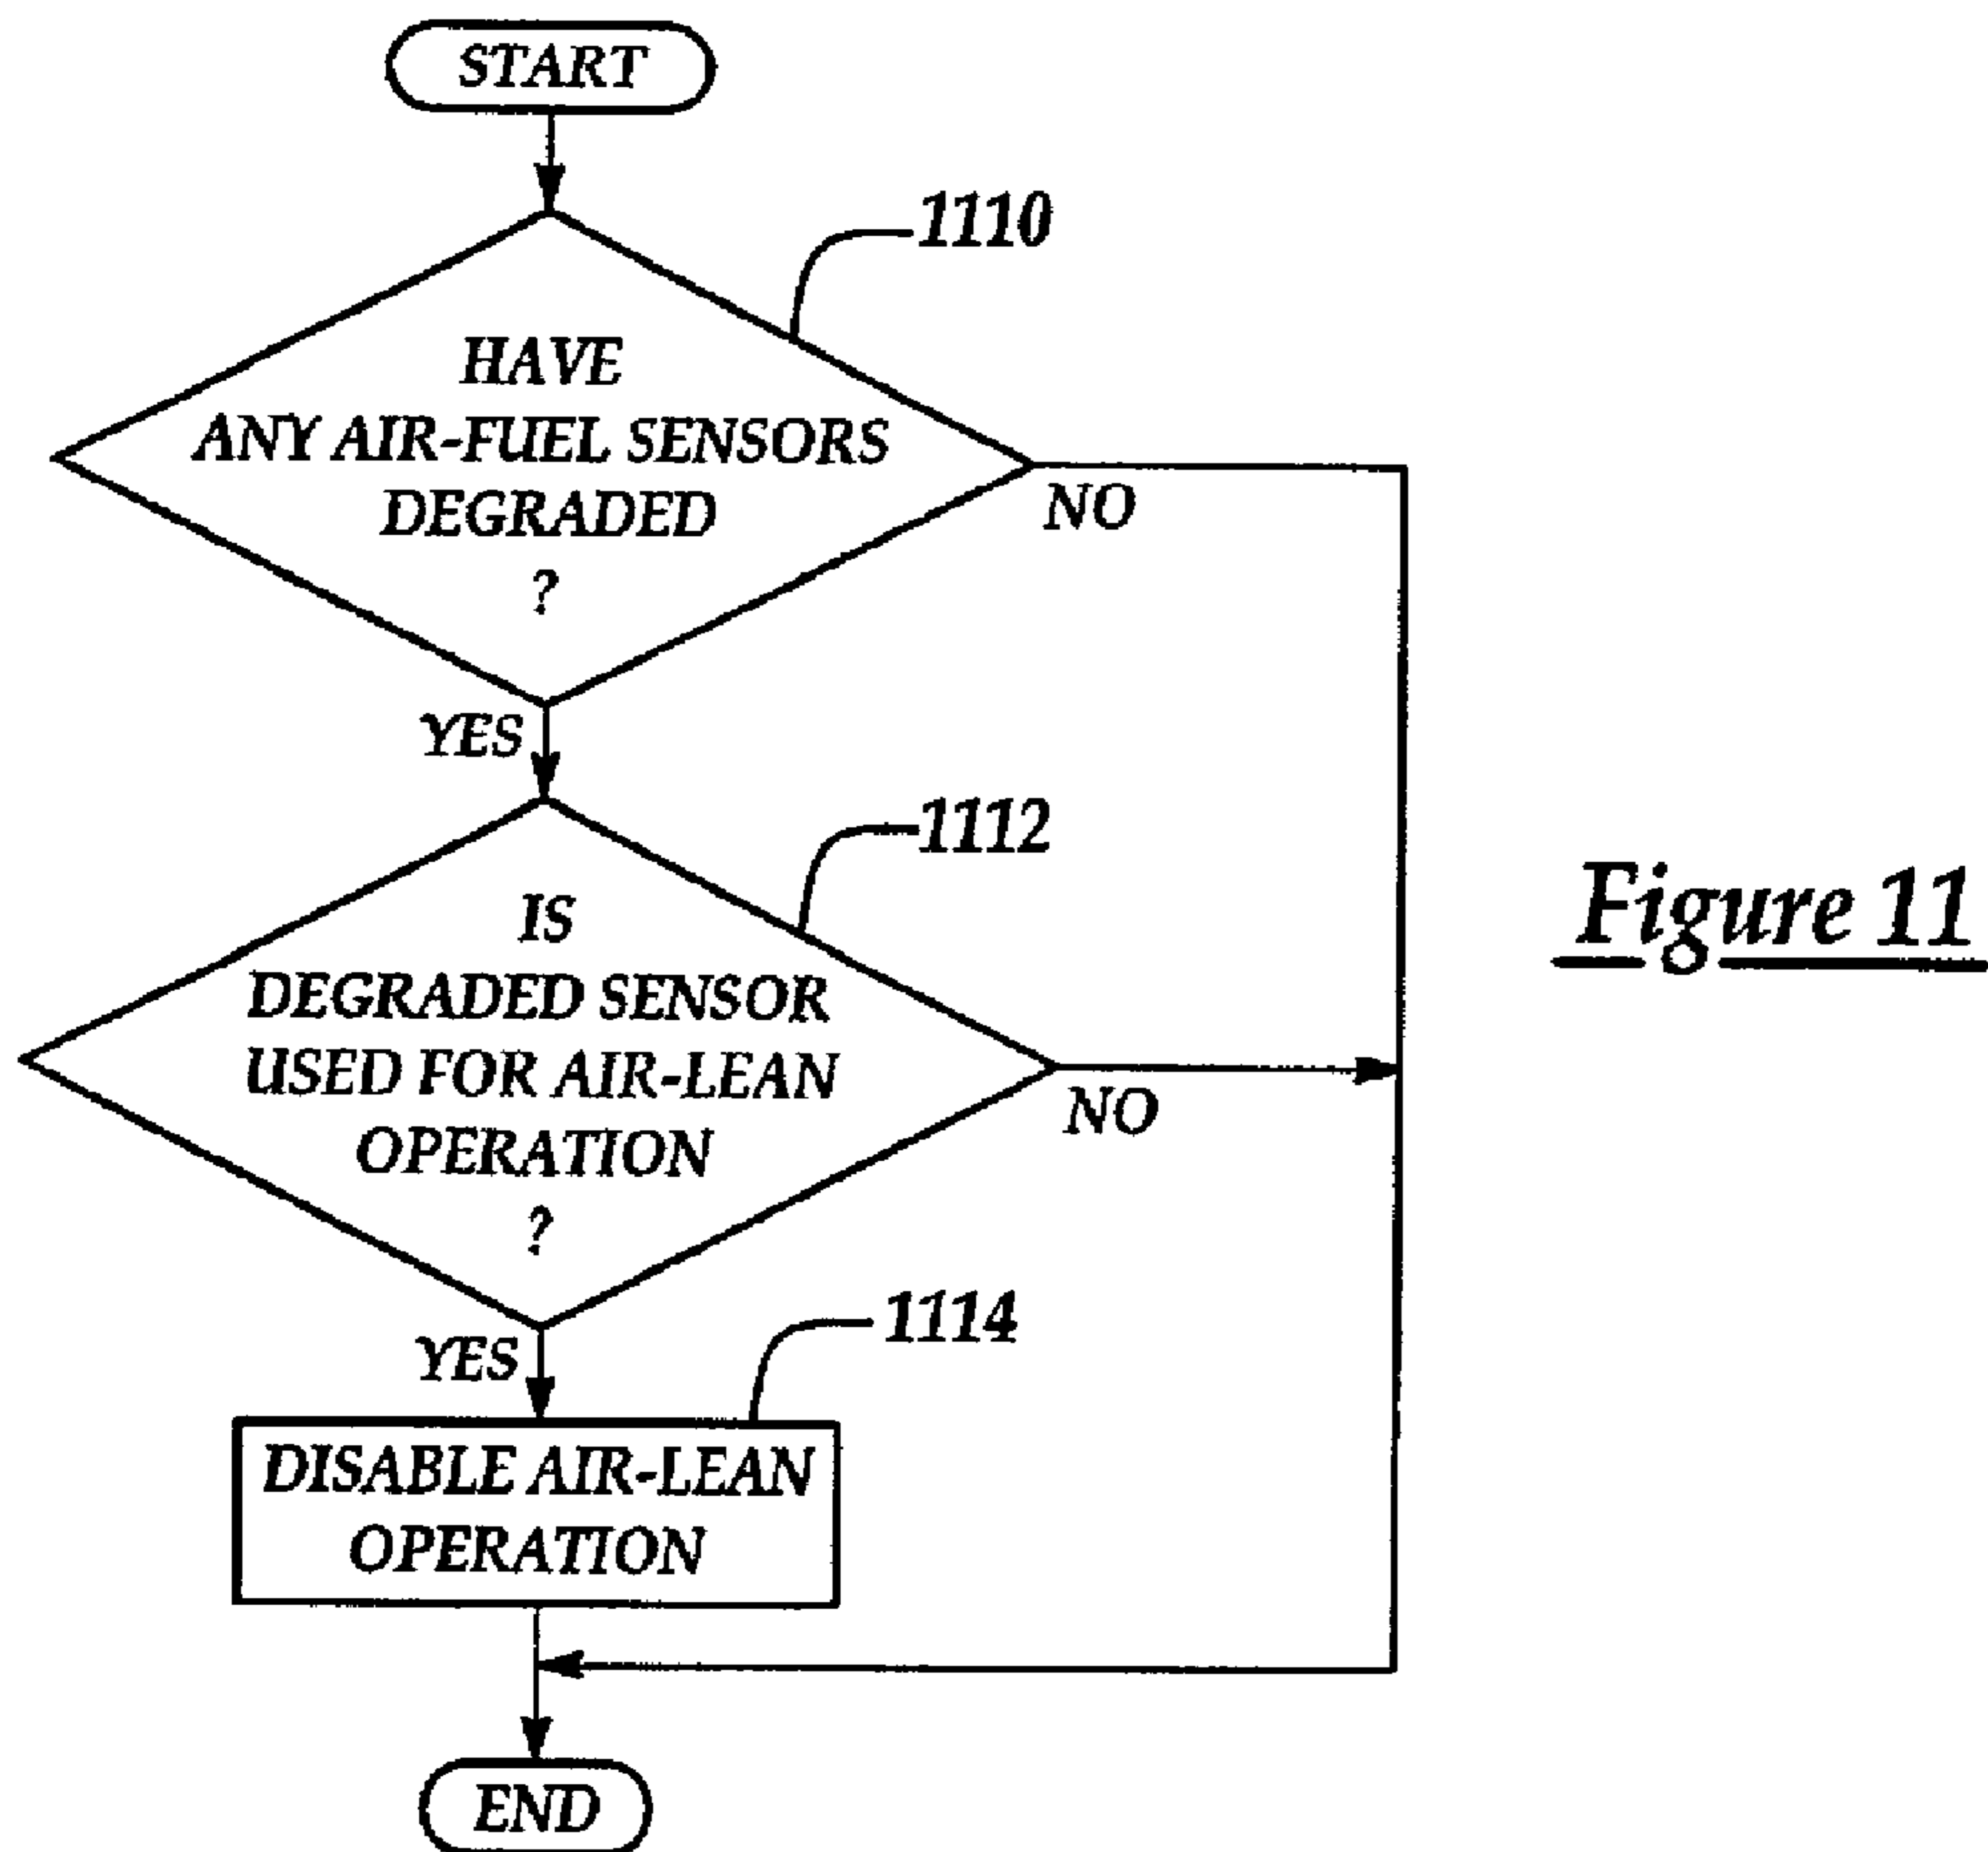 START
1110
HAVE
ANY AIR-FUEL SENSORS
DEGRADED
?
NO
YES
1112
IS
DEGRADED SENSOR
USED FOR AIR-LEAN
OPERATION
?
NO
YES
1114
DISABLE AIR-LEAN
OPERATION
END
Figure 11